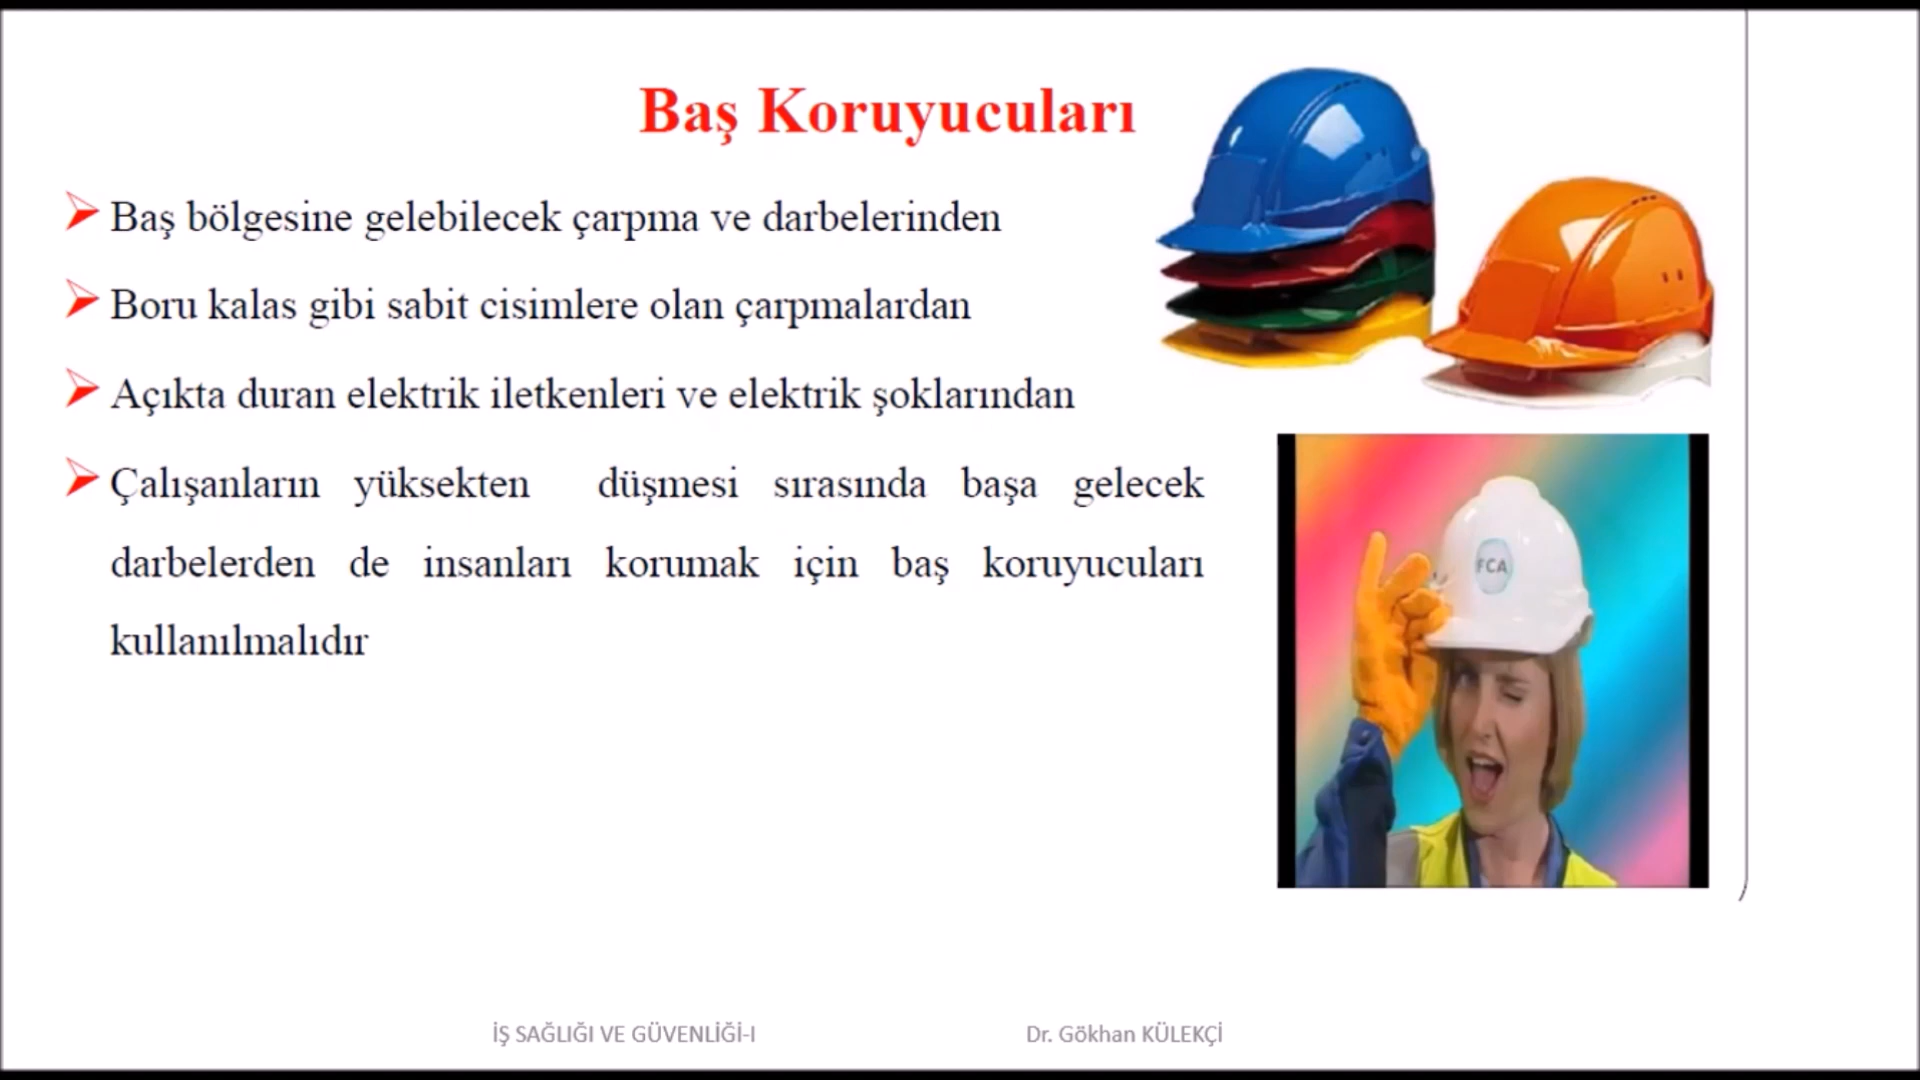 Baş Koruyucuları
Baş bölgesine gelebilecek çarpma ve darbelerinden
Boru kalas gibi sabit cisimlere olan çarpmalardan
Açıkta duran elektrik iletkenleri ve elektrik şoklarından
Çalışanların yüksekten düşmesi sırasında başa gelecek
darbelerden de insanları korumak için baş koruyucuları
kullanılmalıdır
FCA
İŞ SAĞLIĞI VE GÜVENLİĞİ-I
Dr. Gökhan KÜLEKÇİ